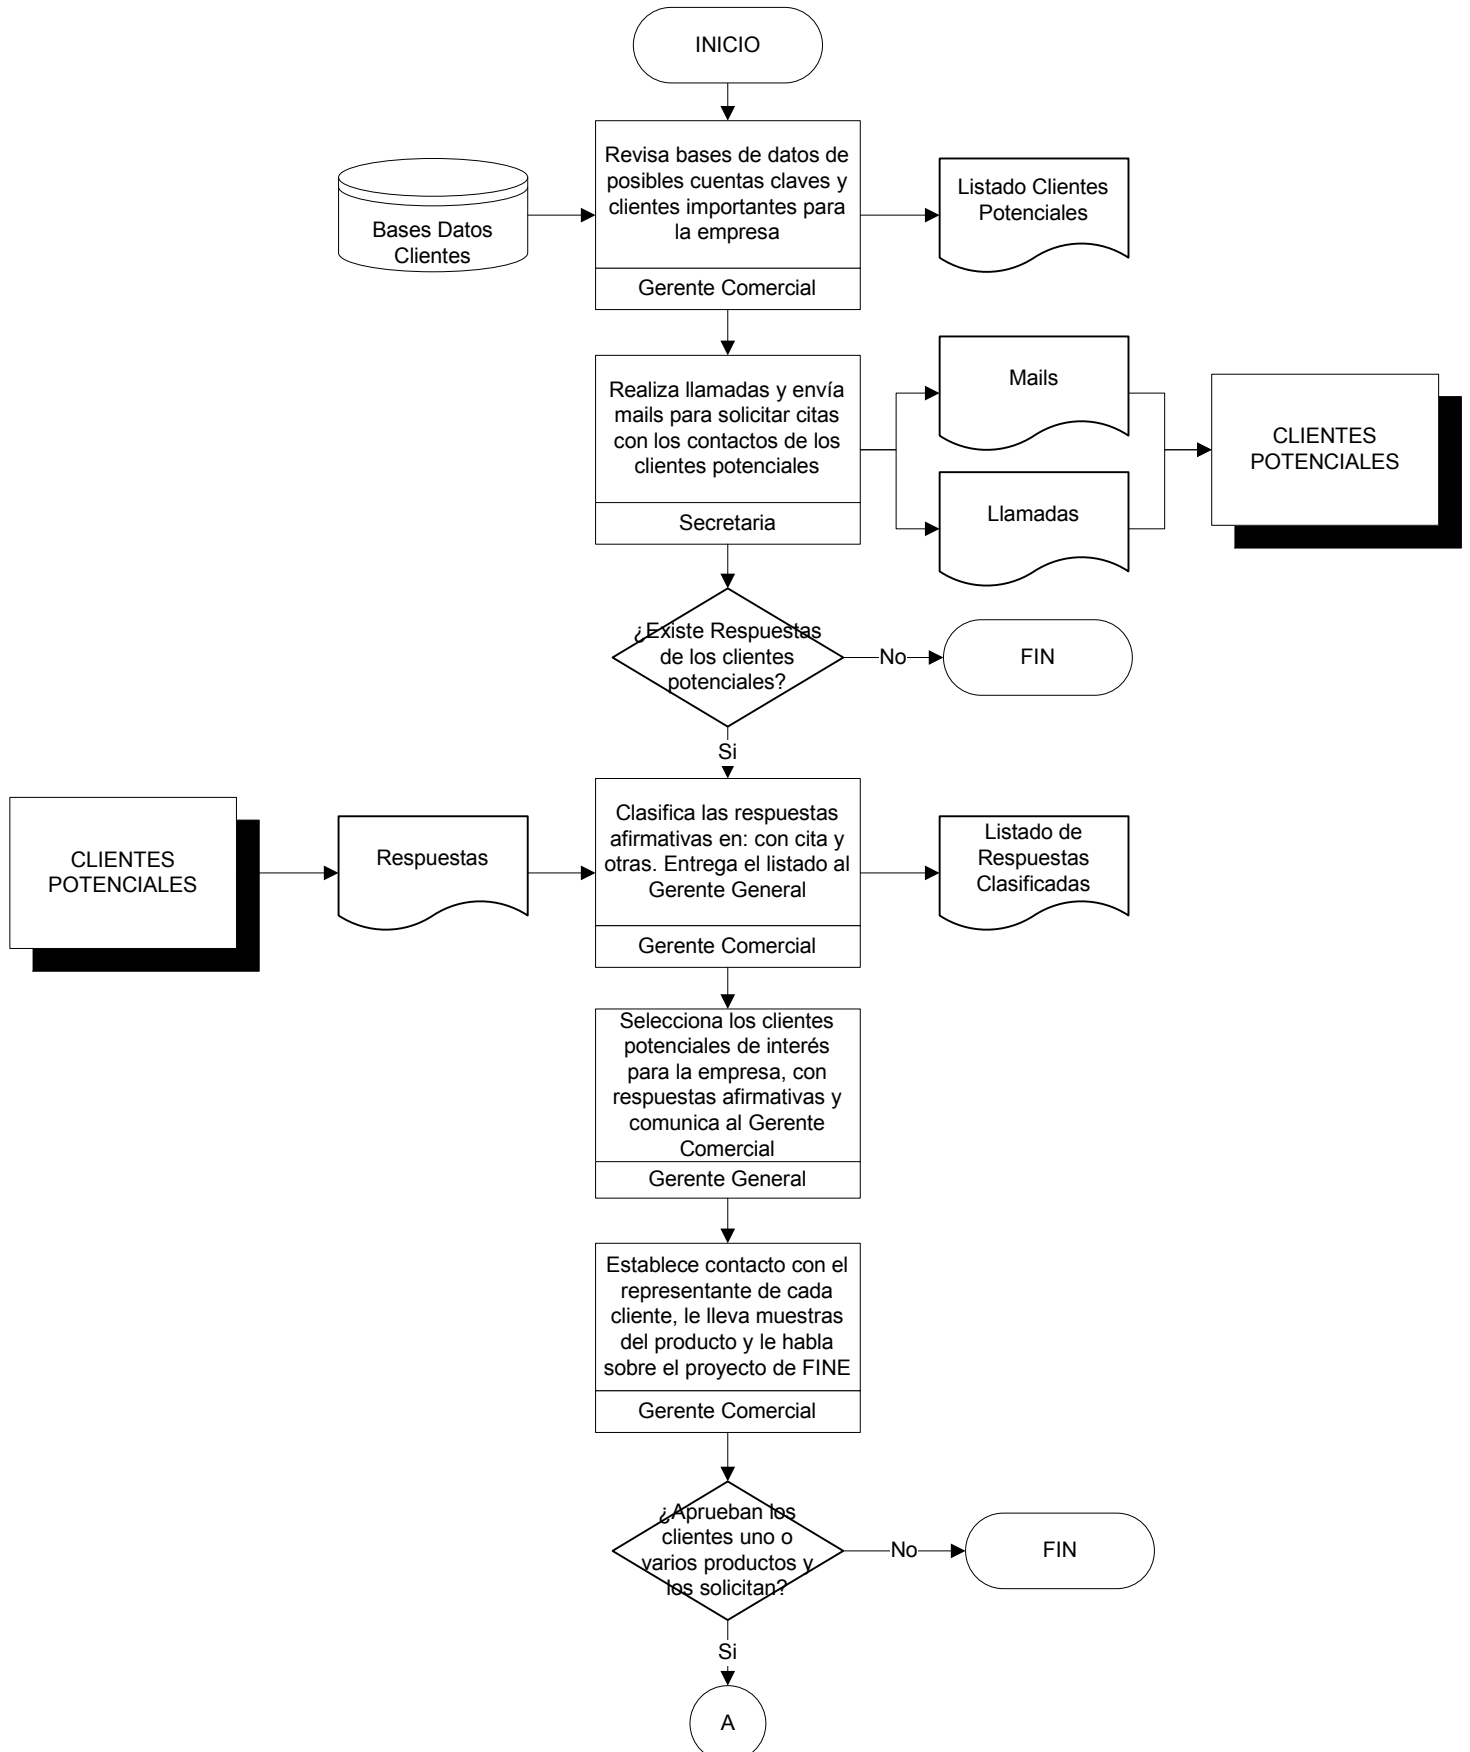 INICIO
Revisa bases de datos de
posibles cuentas claves y
clientes importantes para
la empresa
Gerente Comercial
Bases Datos
Clientes
Listado Clientes
Potenciales
Realiza llamadas y envía
mails para solicitar citas
con los contactos de los
clientes potenciales
Secretaria
Mails
Llamadas
CLIENTES
POTENCIALES
¿Existe Respuestas
de los clientes
potenciales?
No
FIN
Si
CLIENTES
POTENCIALES
Respuestas
Clasifica las respuestas
afirmativas en: con cita y
otras. Entrega el listado al
Gerente General
Gerente Comercial
Listado de
Respuestas
Clasificadas
Selecciona los clientes
potenciales de interés
para la empresa, con
respuestas afirmativas y
comunica al Gerente
Comercial
Gerente General
Establece contacto con el
representante de cada
cliente, le lleva muestras
del producto y le habla
sobre el proyecto de FINE
Gerente Comercial
¿Aprueban los
clientes uno o
varios productos y
los solicitan?
No
FIN
Si
A